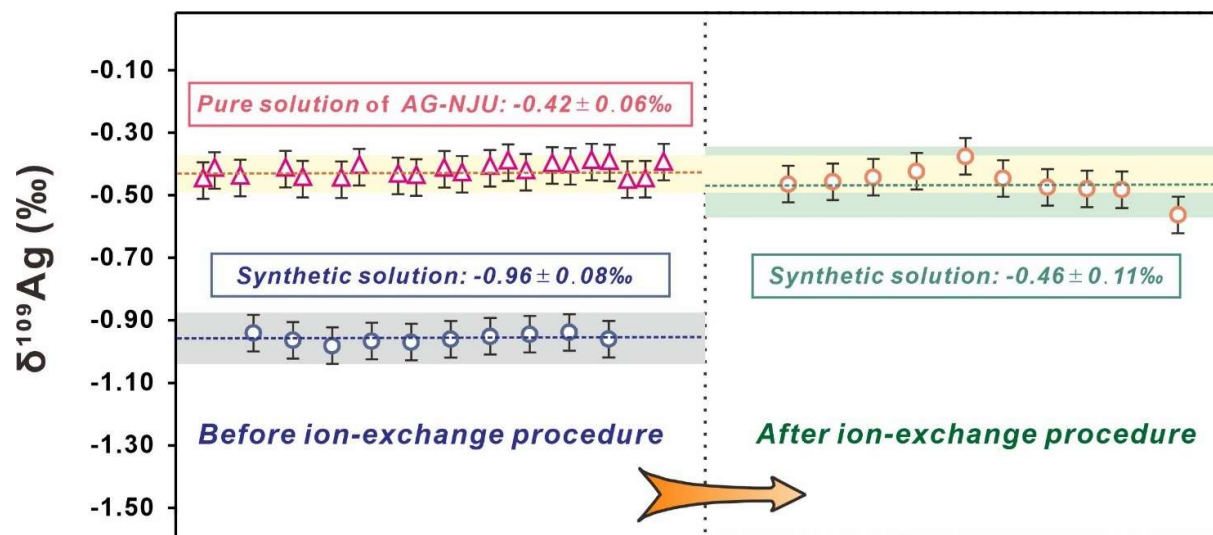 δ¹⁰⁹Ag (‰)
-0.10
-0.30
-0.50
-0.70
-0.90
-1.10
-1.30
-1.50
Pure solution of AG-NJU: -0.42 ± 0.06‰
Synthetic solution: -0.96 ± 0.08‰
Synthetic solution: -0.46 ± 0.11‰
Before ion-exchange procedure
After ion-exchange procedure